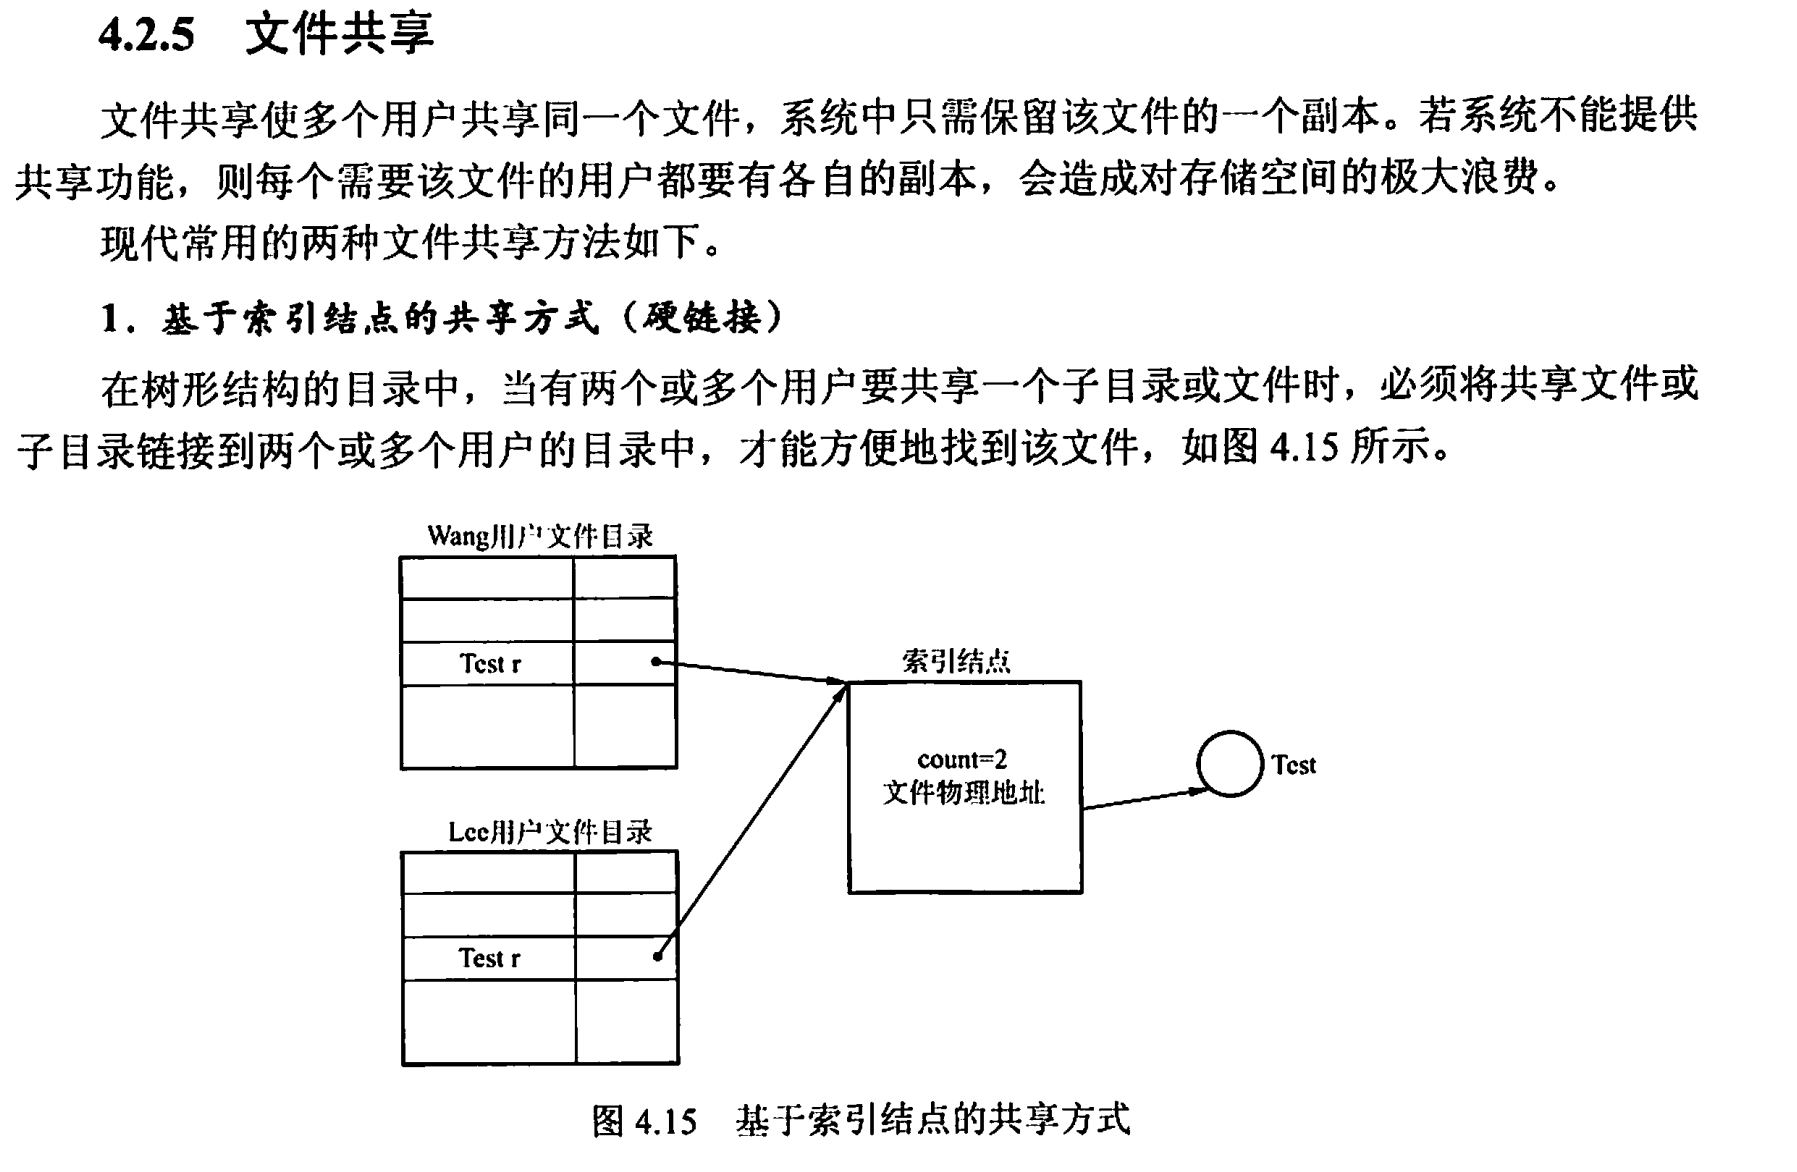 4.2.5 文件共享
文件共享使多个用户共享同一个文件，系统中只需保留该文件的一个副本。若系统不能提供
共享功能，则每个需要该文件的用户都要有各自的副本，会造成对存储空间的极大浪费。
现代常用的两种文件共享方法如下。
1. 基于索引结点的共享方式（硬链接）
在树形结构的目录中，当有两个或多个用户要共享一个子目录或文件时，必须将共享文件或
子目录链接到两个或多个用户的目录中，才能方便地找到该文件，如图 4.15 所示。
Wang用户文件目录
Test r
索引结点
count=2
文件物理地址
Test
Lee用户文件目录
Test r
图 4.15 基于索引结点的共享方式